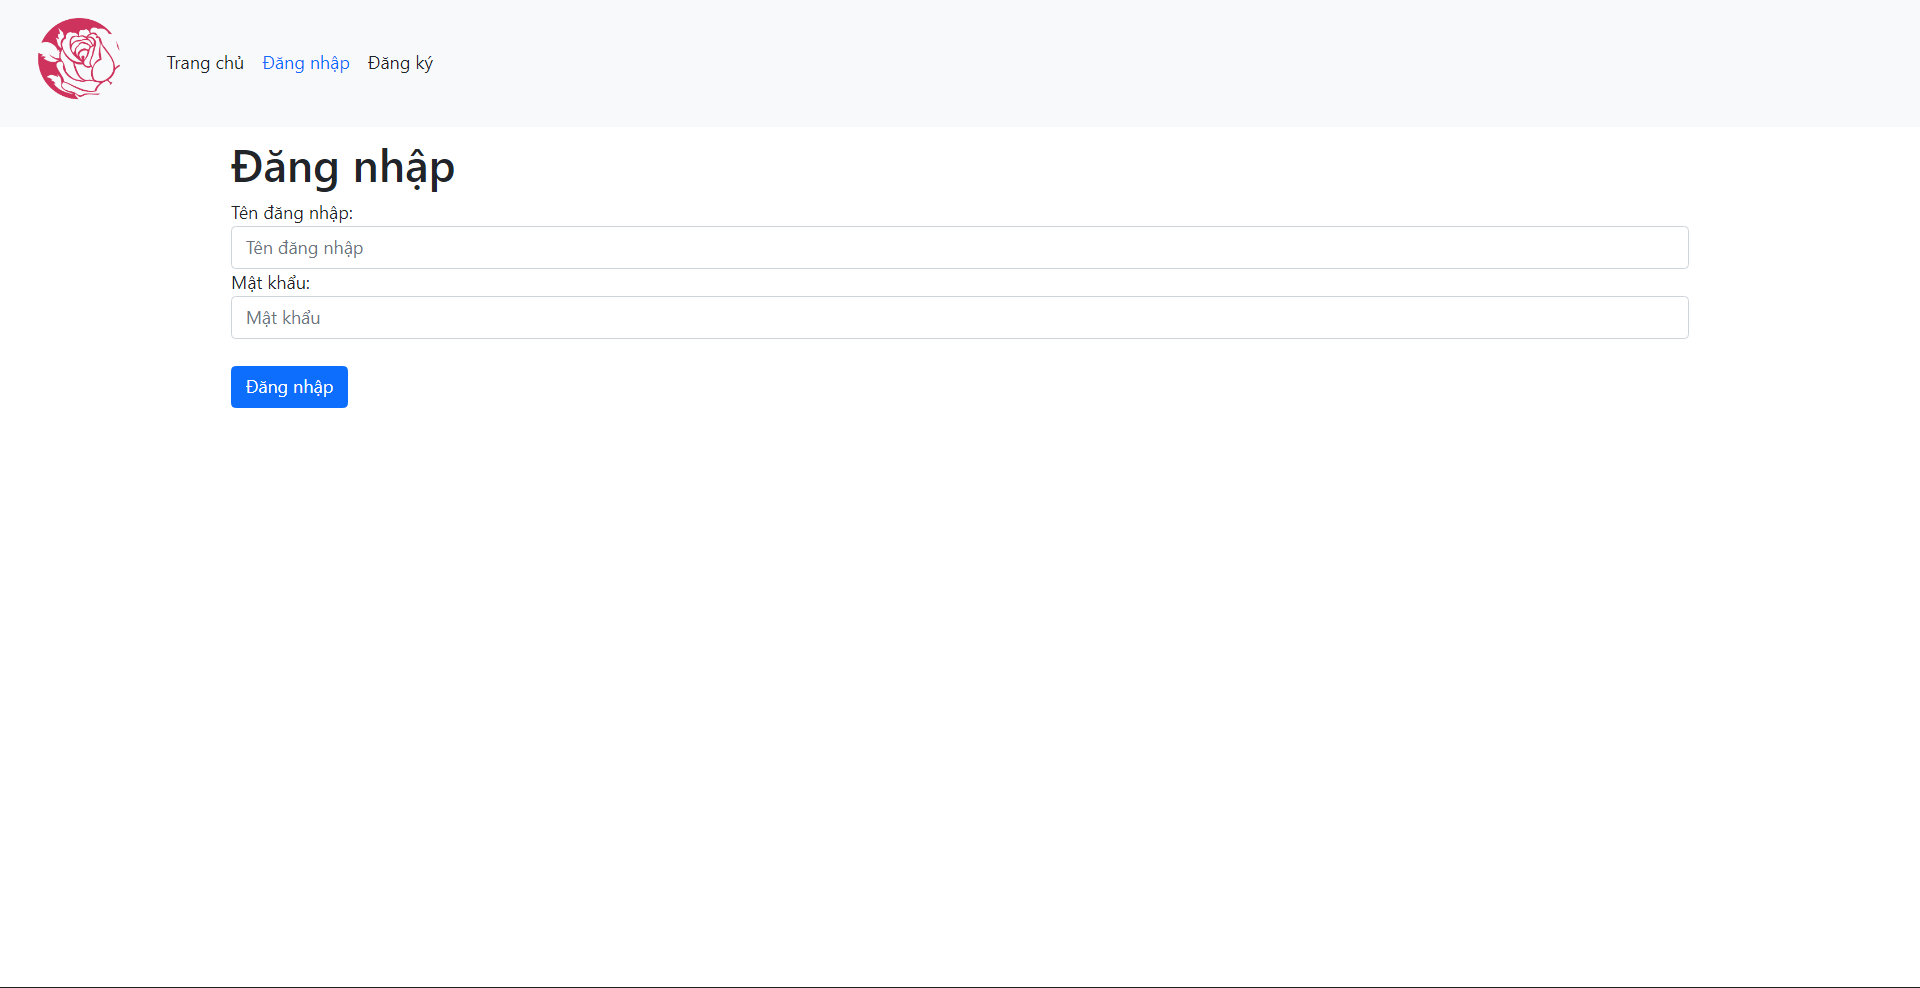 Trang chủ Đăng nhập Đăng ký
Đăng nhập
Tên đăng nhập:
Tên đăng nhập
Mật khẩu:
Mật khẩu
Đăng nhập